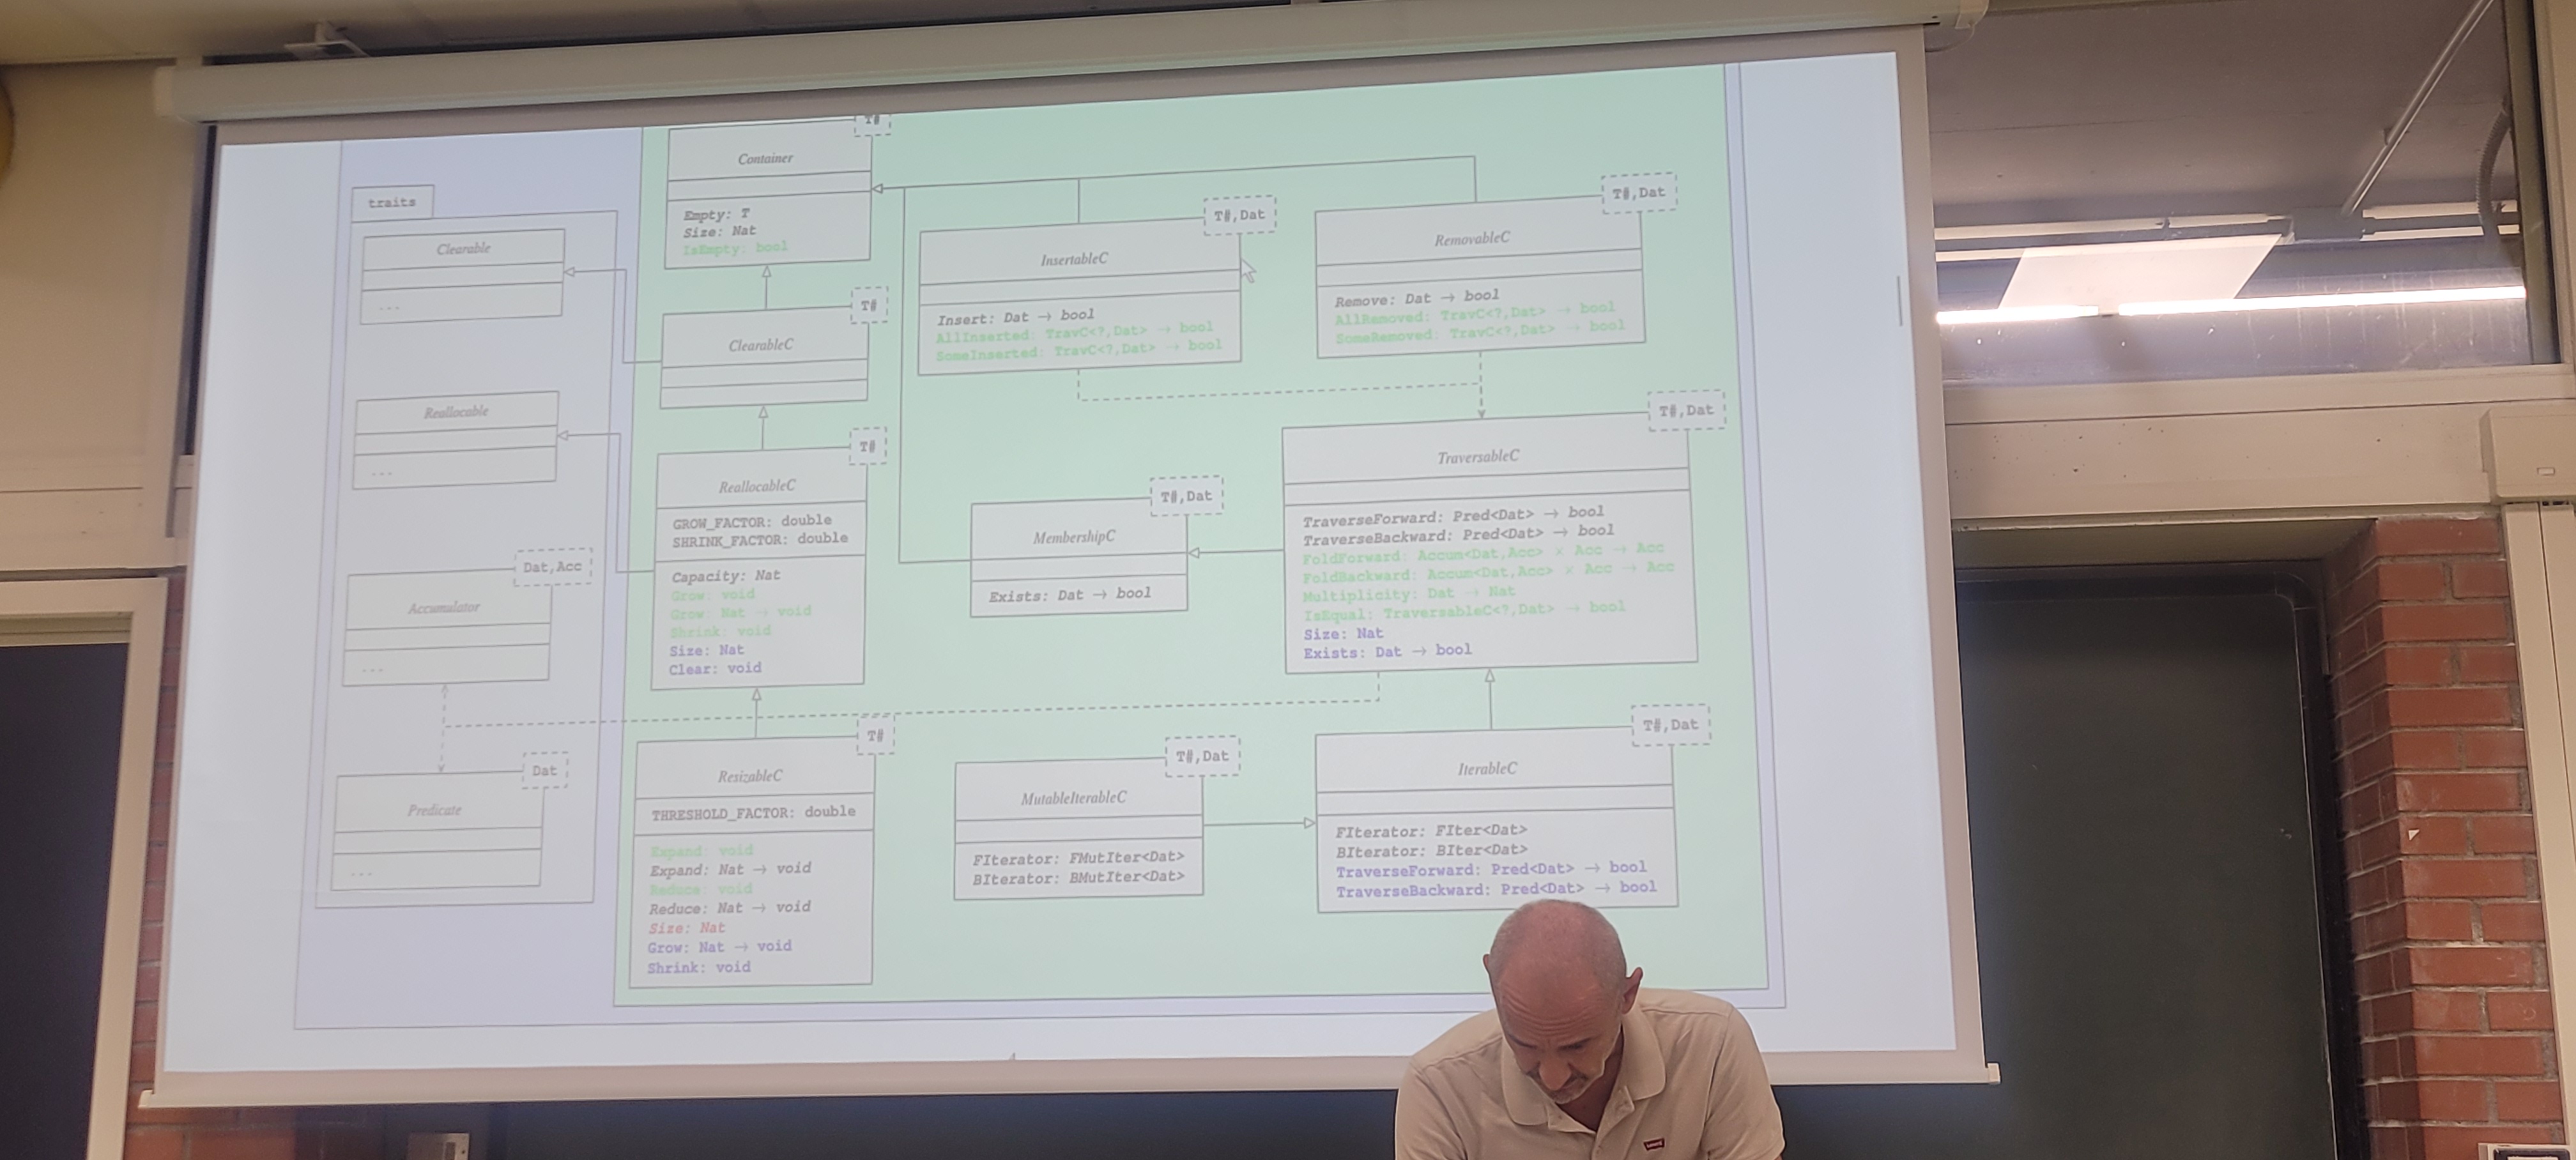 traits
Clearable
...
Reallocable
...
Dat,Acc
Accumulator
...
Dat
Predicate
...
T#
Container
Empty: T
Size: Nat
IsEmpty: bool
T#
ClearableC
T#
ReallocableC
GROW_FACTOR: double
SHRINK_FACTOR: double
Capacity: Nat
Grow: void
Grow: Nat → void
Shrink: void
Size: Nat
Clear: void
T#
ResizableC
THRESHOLD_FACTOR: double
Expand: void
Expand: Nat → void
Reduce: void
Reduce: Nat → void
Size: Nat
Grow: Nat → void
Shrink: void
T#,Dat
InsertableC
Insert: Dat → bool
AllInserted: TravC<?,Dat> → bool
SomeInserted: TravC<?,Dat> → bool
T#,Dat
RemovableC
Remove: Dat → bool
AllRemoved: TravC<?,Dat> → bool
SomeRemoved: TravC<?,Dat> → bool
T#,Dat
MembershipC
Exists: Dat → bool
T#,Dat
TraversableC
TraverseForward: Pred<Dat> → bool
TraverseBackward: Pred<Dat> → bool
FoldForward: Accum<Dat,Acc> × Acc → Acc
FoldBackward: Accum<Dat,Acc> × Acc → Acc
Multiplicity: Dat → Nat
IsEqual: TraversableC<?,Dat> → bool
Size: Nat
Exists: Dat → bool
T#,Dat
MutableIterableC
FIterator: FMutIter<Dat>
BIterator: BMutIter<Dat>
T#,Dat
IterableC
FIterator: FIter<Dat>
BIterator: BIter<Dat>
TraverseForward: Pred<Dat> → bool
TraverseBackward: Pred<Dat> → bool